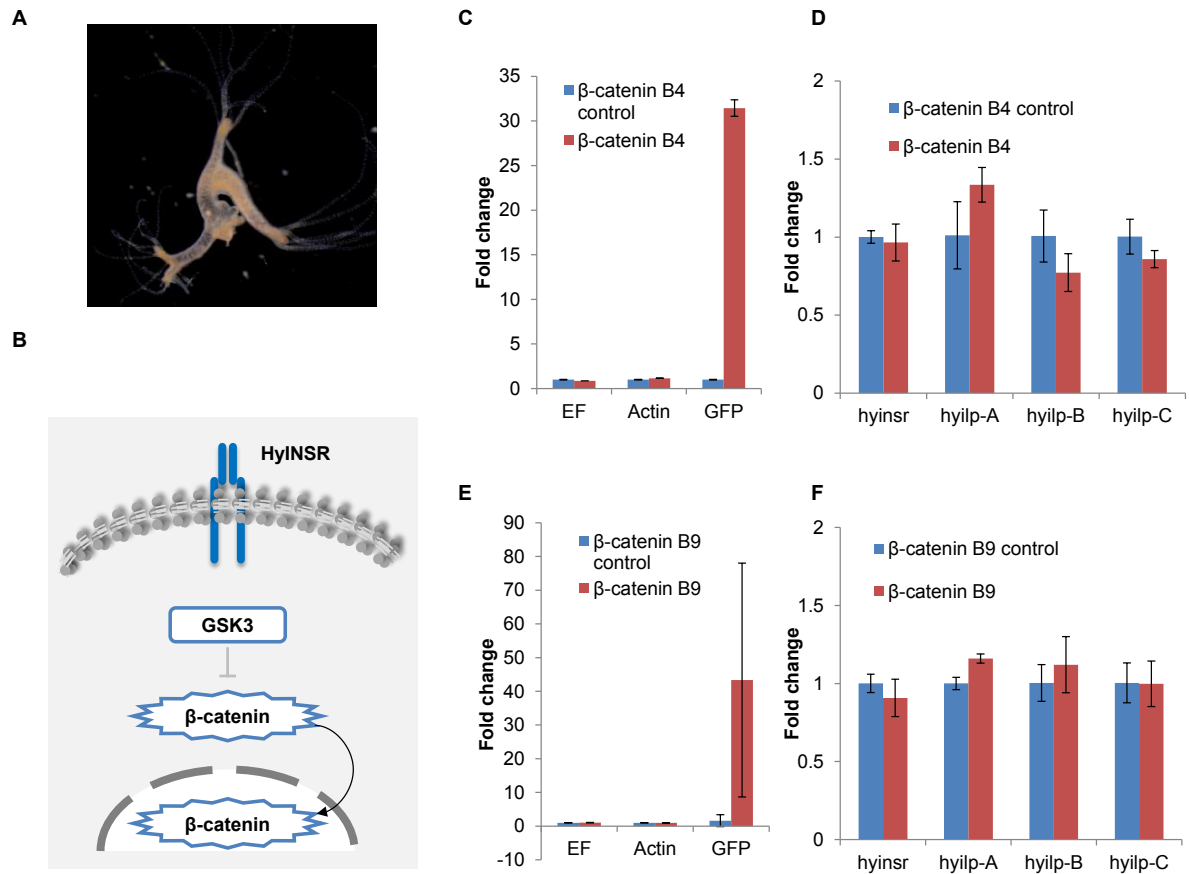 A
B
HyINSR
GSK3
β-catenin
β-catenin
C
Fold change
35
30
25
20
15
10
5
0
β-catenin B4
control
β-catenin B4
EF
Actin
GFP
D
Fold change
2
1.5
1
0.5
0
β-catenin B4 control
β-catenin B4
hyinsr
hyilp-A
hyilp-B
hyilp-C
E
Fold change
90
80
70
60
50
40
30
20
10
0
-10
β-catenin B9
control
β-catenin B9
EF
Actin
GFP
F
Fold change
2
1.5
1
0.5
0
β-catenin B9 control
β-catenin B9
hyinsr
hyilp-A
hyilp-B
hyilp-C